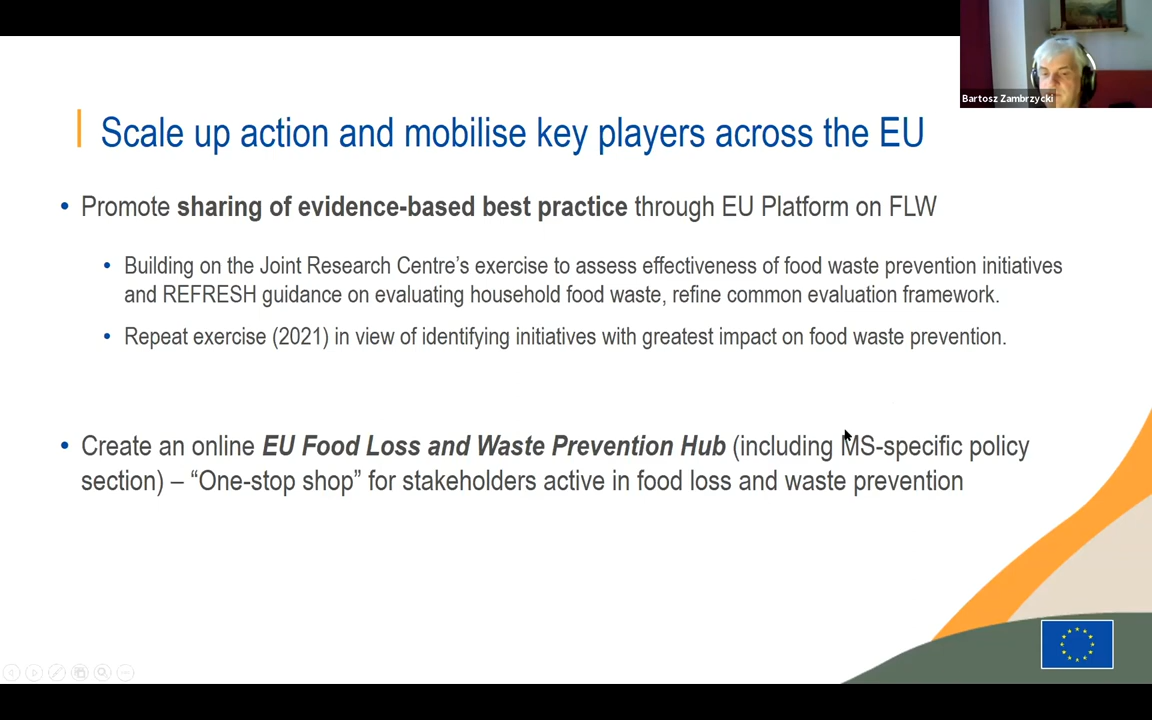 Bartosz Zambrzycki
Scale up action and mobilise key players across the EU
• Promote sharing of evidence-based best practice through EU Platform on FLW
• Building on the Joint Research Centre’s exercise to assess effectiveness of food waste prevention initiatives
and REFRESH guidance on evaluating household food waste, refine common evaluation framework.
• Repeat exercise (2021) in view of identifying initiatives with greatest impact on food waste prevention.
• Create an online EU Food Loss and Waste Prevention Hub (including MS-specific policy
section) – “One-stop shop” for stakeholders active in food loss and waste prevention